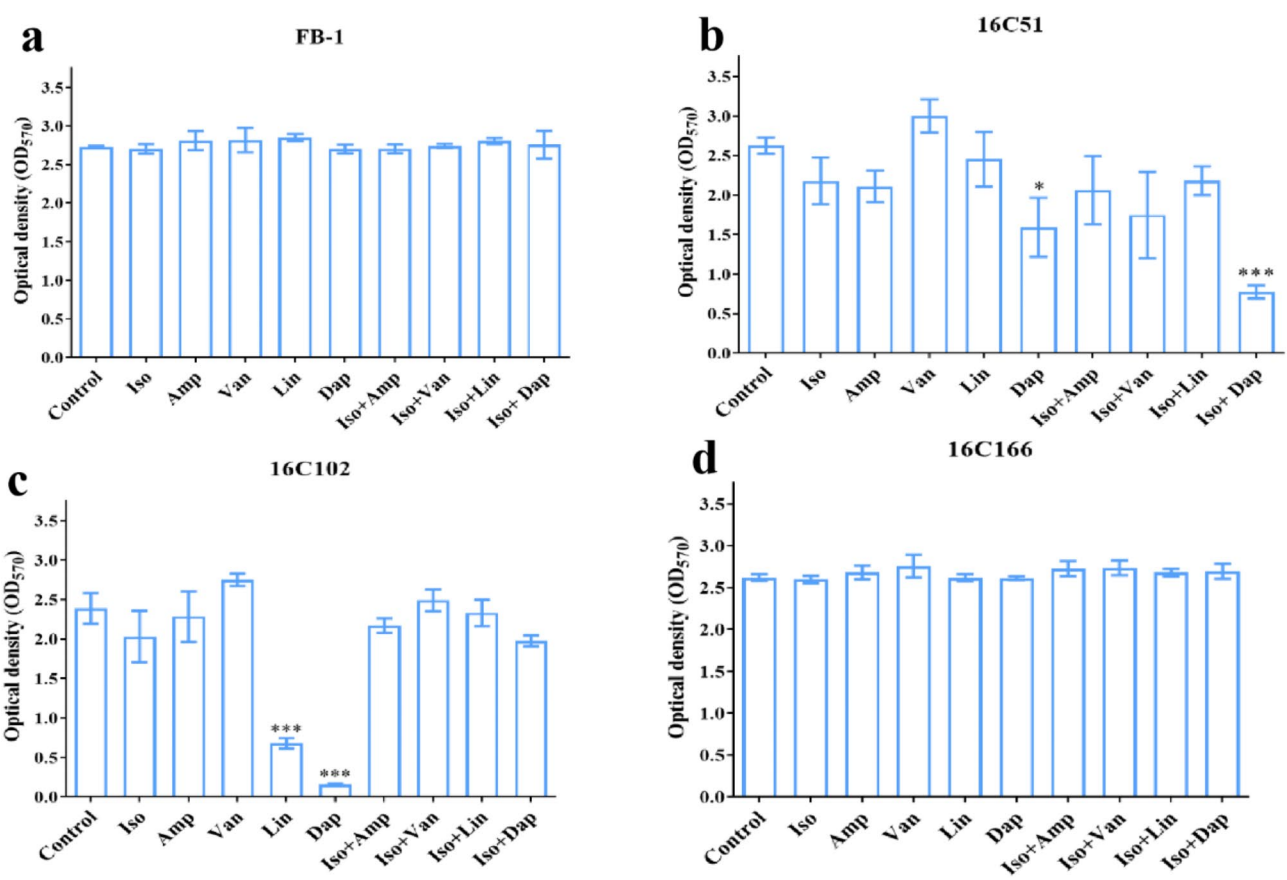 a
FB-1
Optical density (OD570)
3.5
3.0
2.5
2.0
1.5
1.0
0.5
0.0
Control
Iso
Amp
Van
Lin
Dap
Iso+Amp
Iso+Van
Iso+Lin
Iso+ Dap
b
16C51
Optical density (OD570)
3.5
3.0
2.5
2.0
1.5
1.0
0.5
0.0
*
***
Control
Iso
Amp
Van
Lin
Dap
Iso+Amp
Iso+Van
Iso+Lin
Iso+ Dap
c
16C102
Optical density (OD570)
3.5
3.0
2.5
2.0
1.5
1.0
0.5
0.0
***
***
Control
Iso
Amp
Van
Lin
Dap
Iso+Amp
Iso+Van
Iso+Lin
Iso+Dap
d
16C166
Optical density (OD570)
3.5
3.0
2.5
2.0
1.5
1.0
0.5
0.0
Control
Iso
Amp
Van
Lin
Dap
Iso+Amp
Iso+Van
Iso+Lin
Iso+Dap